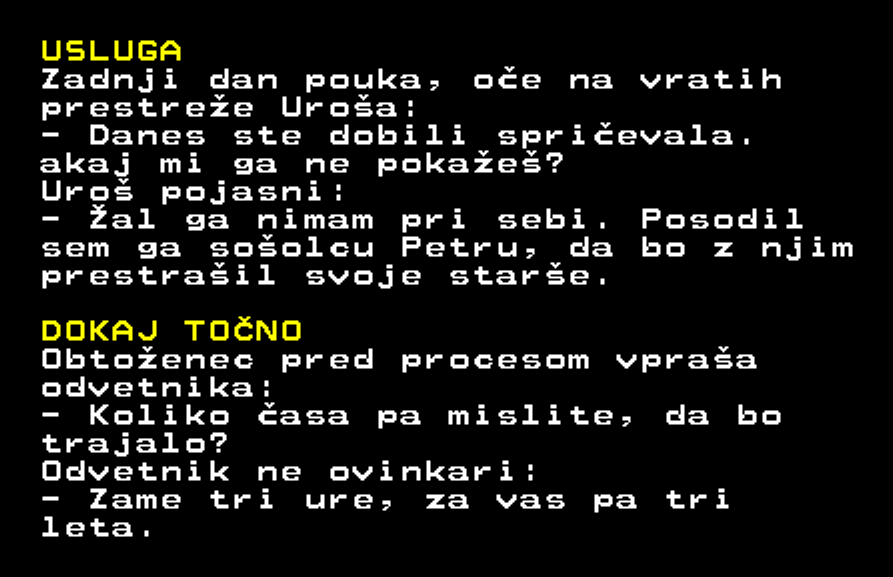 USLUGA
Zadnji dan pouka, oče na vratih
prestreže Uroša:
- Danes ste dobili spričevala.
akaj mi ga ne pokažeš?
Uroš pojasni:
- Žal ga nimam pri sebi. Posodil
sem ga sošolcu Petru, da bo z njim
prestrašil svoje starše.
DOKAJ TOČNO
Obtoženec pred procesom vpraša
odvetnika:
- Koliko časa pa mislite, da bo
trajalo?
Odvetnik ne ovinkari:
- Zame tri ure, za vas pa tri
leta.